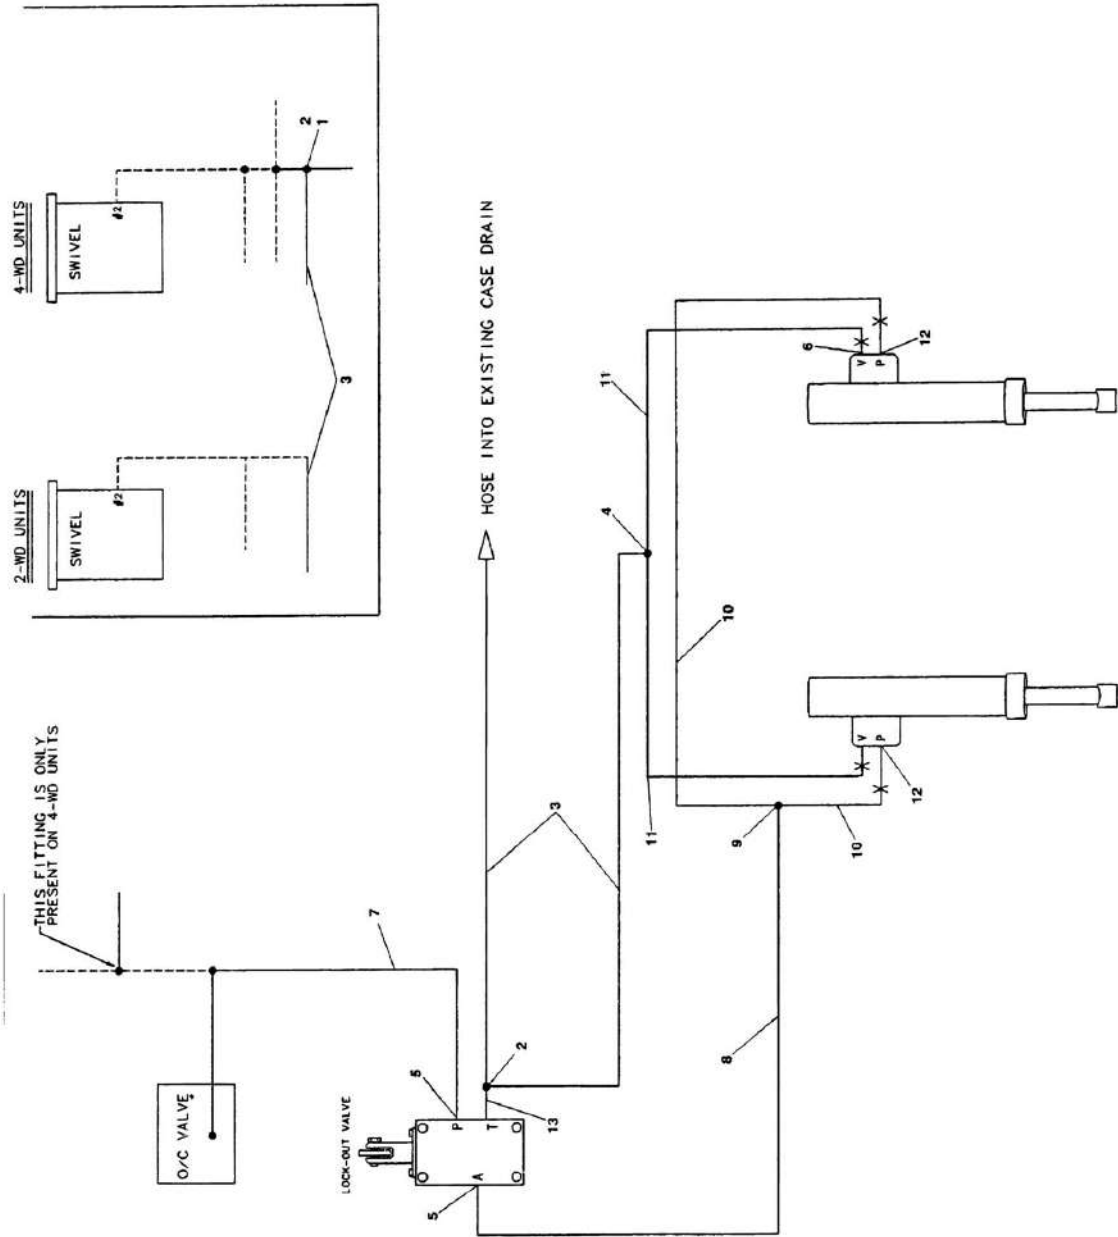 THIS FITTING IS ONLY
PRESENT ON 4-WD UNITS
2-WD UNITS
4-WD UNITS
SWIVEL
SWIVEL
#2
#2
2
1
3
O/C VALVE
7
LOCK-OUT VALVE
5
P
T
A
5
13
2
3
HOSE INTO EXISTING CASE DRAIN
8
4
11
11
10
9
10
V
P
12
6
V
P
12